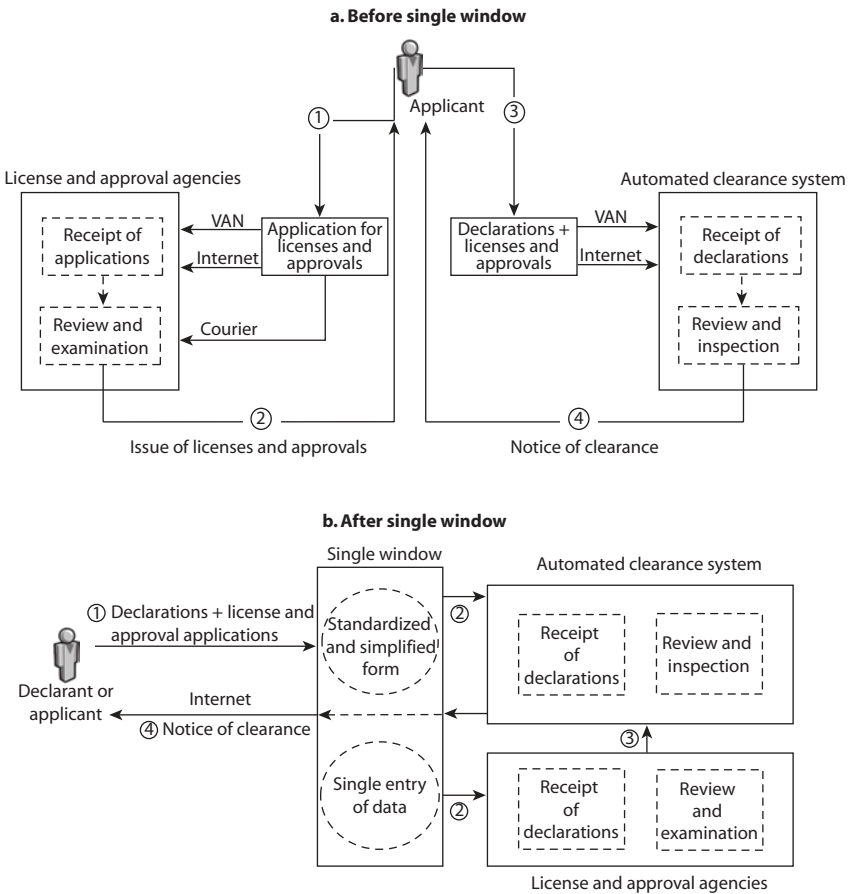 a. Before single window
Applicant
①
③
License and approval agencies
Receipt of
applications
Review and
examination
VAN
Internet
Courier
Application for
licenses and
approvals
②
Issue of licenses and approvals
Declarations +
licenses and
approvals
VAN
Internet
Automated clearance system
Receipt of
declarations
Review and
inspection
④
Notice of clearance
b. After single window
Single window
① Declarations + license and
approval applications
Declarant or
applicant
Internet
④ Notice of clearance
Standardized
and simplified
form
Single entry
of data
②
②
Automated clearance system
Receipt
of
declarations
Review and
inspection
③
Receipt
of
declarations
Review
and
examination
License and approval agencies